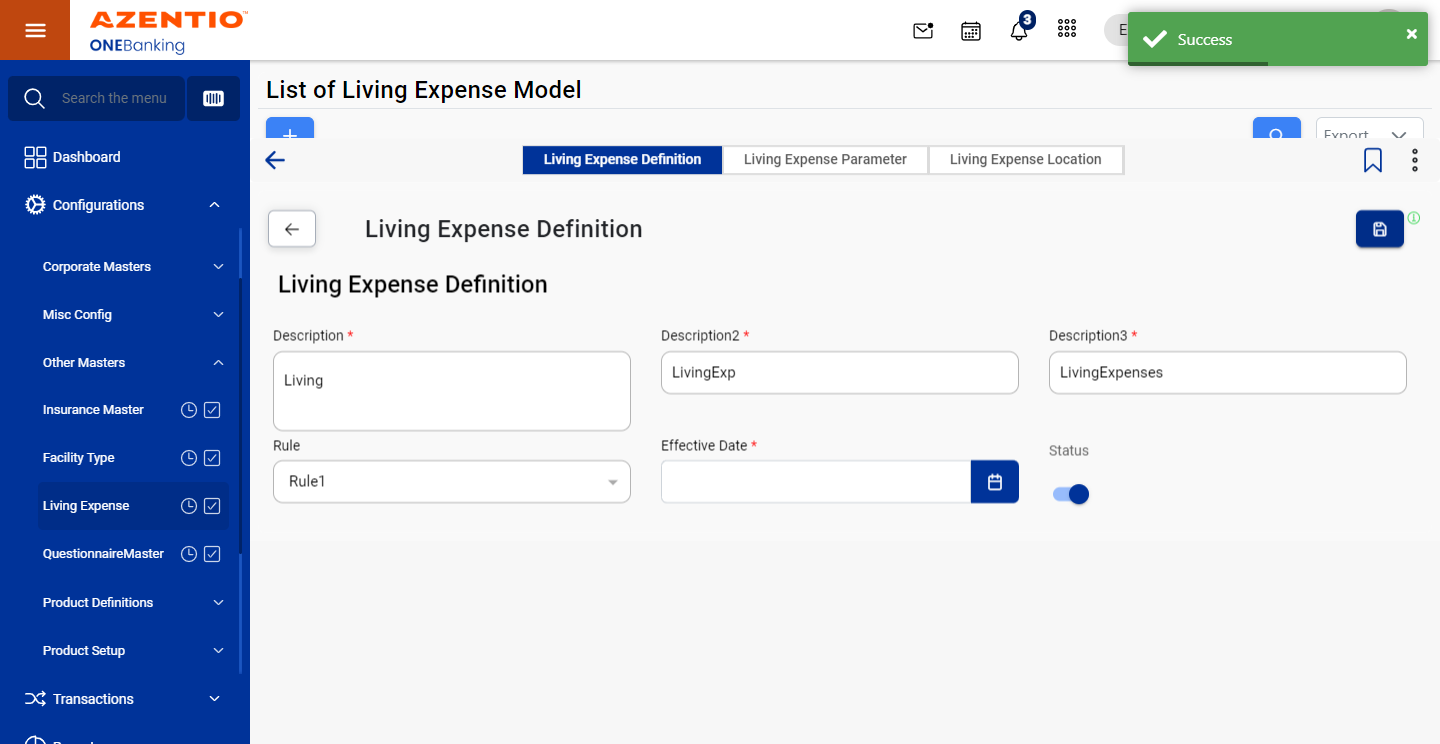 AZENTIO™
ONEBanking
3
E
Success
Search the menu
Dashboard
Configurations
Corporate Masters
Misc Config
Other Masters
Insurance Master
Facility Type
Living Expense
QuestionnaireMaster
Product Definitions
Product Setup
Transactions
List of Living Expense Model
Export
Living Expense Definition
Living Expense Parameter
Living Expense Location
Living Expense Definition
Living Expense Definition
Description *
Description2 *
Description3 *
Living
LivingExp
LivingExpenses
Rule
Effective Date *
Status
Rule1